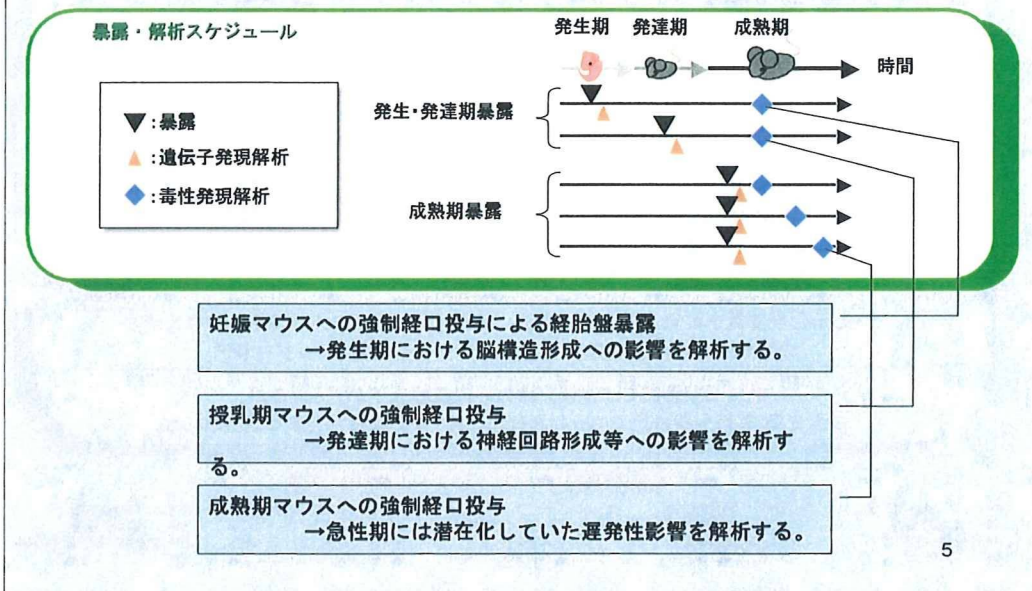 暴露・解析スケジュール
発生期 発達期 成熟期
時間
▼:暴露
▲:遺伝子発現解析
◆:毒性発現解析
発生・発達期暴露
成熟期暴露
妊娠マウスへの強制経口投与による経胎盤暴露
→発生期における脳構造形成への影響を解析する。
授乳期マウスへの強制経口投与
→発達期における神経回路形成等への影響を解析す
る。
成熟期マウスへの強制経口投与
→急性期には潜在化していた遅発性影響を解析する。
5